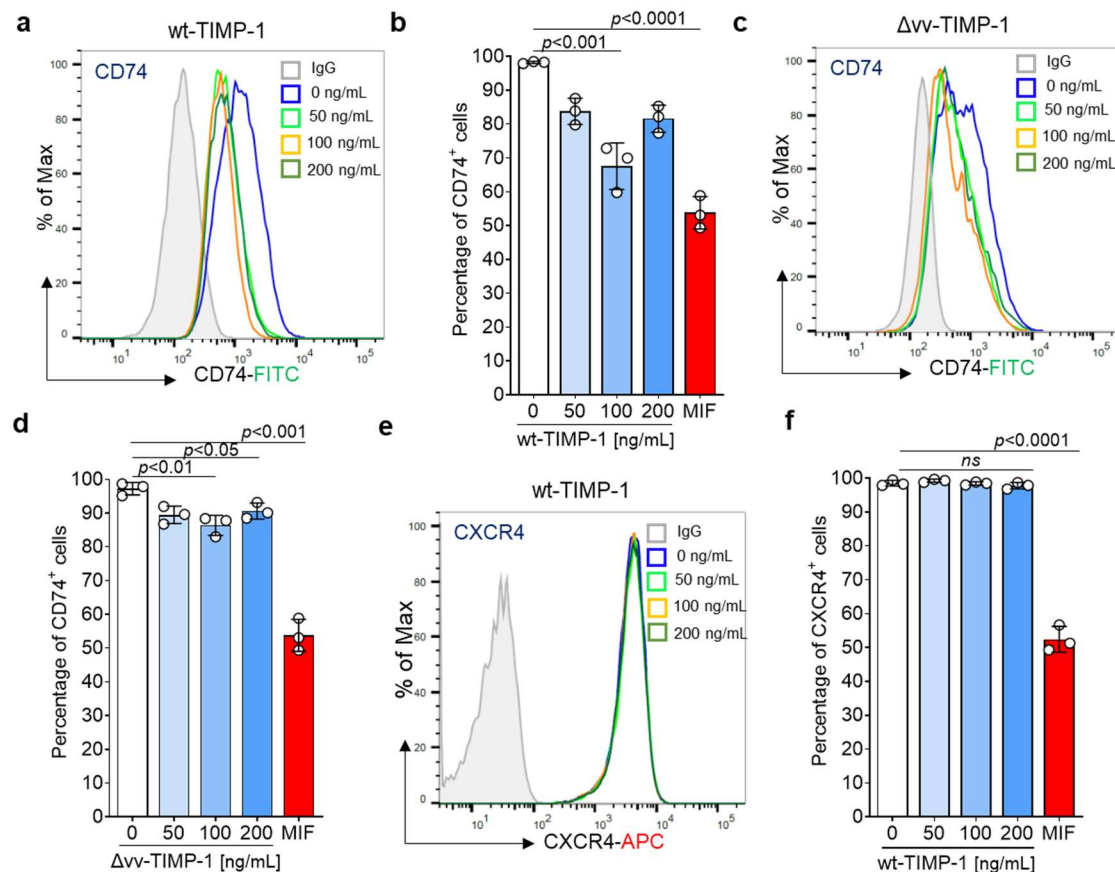 a
wt-TIMP-1
CD74
IgG
0 ng/mL
50 ng/mL
100 ng/mL
200 ng/mL
% of Max
100
80
60
40
20
0
10¹ 10² 10³ 10⁴ 10⁵
CD74-FITC
b
p<0.0001
p<0.001
Percentage of CD74⁺ cells
100
90
80
70
60
50
40
30
20
10
0
0 50 100 200 MIF
wt-TIMP-1 [ng/mL]
c
Δvv-TIMP-1
CD74
IgG
0 ng/mL
50 ng/mL
100 ng/mL
200 ng/mL
% of Max
100
80
60
40
20
0
10¹ 10² 10³ 10⁴ 10⁵
CD74-FITC
d
p<0.001
p<0.05
p<0.01
Percentage of CD74⁺ cells
100
90
80
70
60
50
40
30
20
10
0
0 50 100 200 MIF
Δvv-TIMP-1 [ng/mL]
e
wt-TIMP-1
CXCR4
IgG
0 ng/mL
50 ng/mL
100 ng/mL
200 ng/mL
% of Max
100
80
60
40
20
0
10¹ 10² 10³ 10⁴ 10⁵
CXCR4-APC
f
p<0.0001
ns
Percentage of CXCR4⁺ cells
100
90
80
70
60
50
40
30
20
10
0
0 50 100 200 MIF
wt-TIMP-1 [ng/mL]